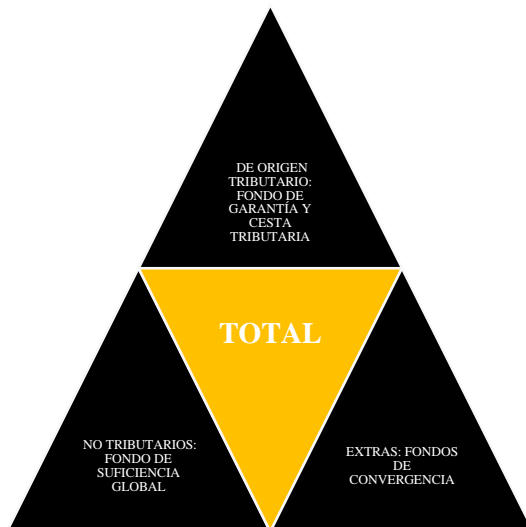 DE ORIGEN
TRIBUTARIO:
FONDO DE
GARANTÍA Y
CESTA
TRIBUTARIA
TOTAL
NO TRIBUTARIOS:
FONDO DE
SUFICIENCIA
GLOBAL
EXTRAS: FONDOS
DE
CONVERGENCIA